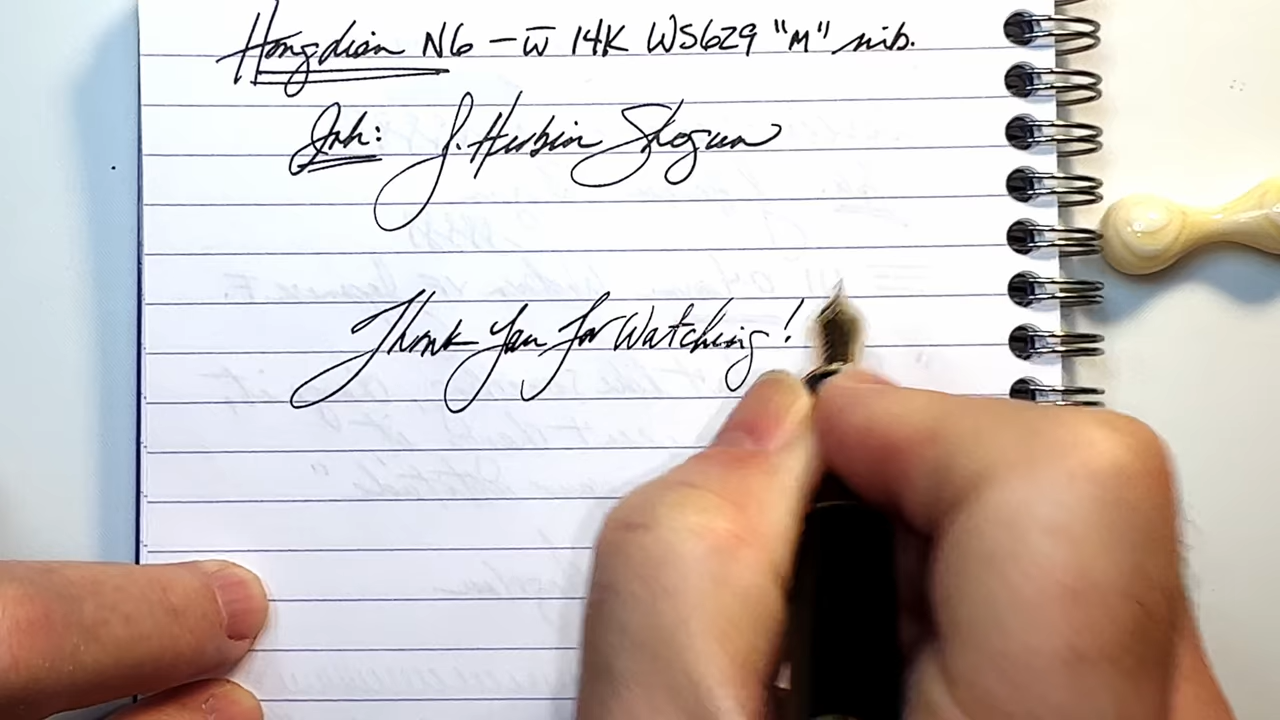 Hongdian N6 - w̅ 14K WS629 "M" nib.
Ink: J. Herbin Shogun
Thank You For Watching!